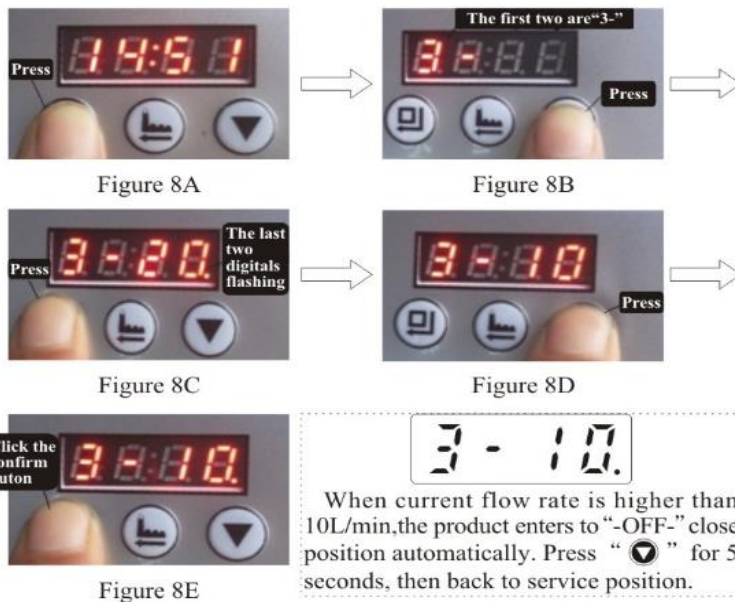 The first two are“3-”
14:51
3-
Press
Press
Figure 8A
Figure 8B
3-20.
The last
two
digitals
flashing
Press
3-10
Press
Figure 8C
Figure 8D
Click the
confirm
buton
3-10.
Figure 8E
3-10.
When current flow rate is higher than
10L/min,the product enters to “-OFF-” close
position automatically. Press “ ” for 5
seconds, then back to service position.